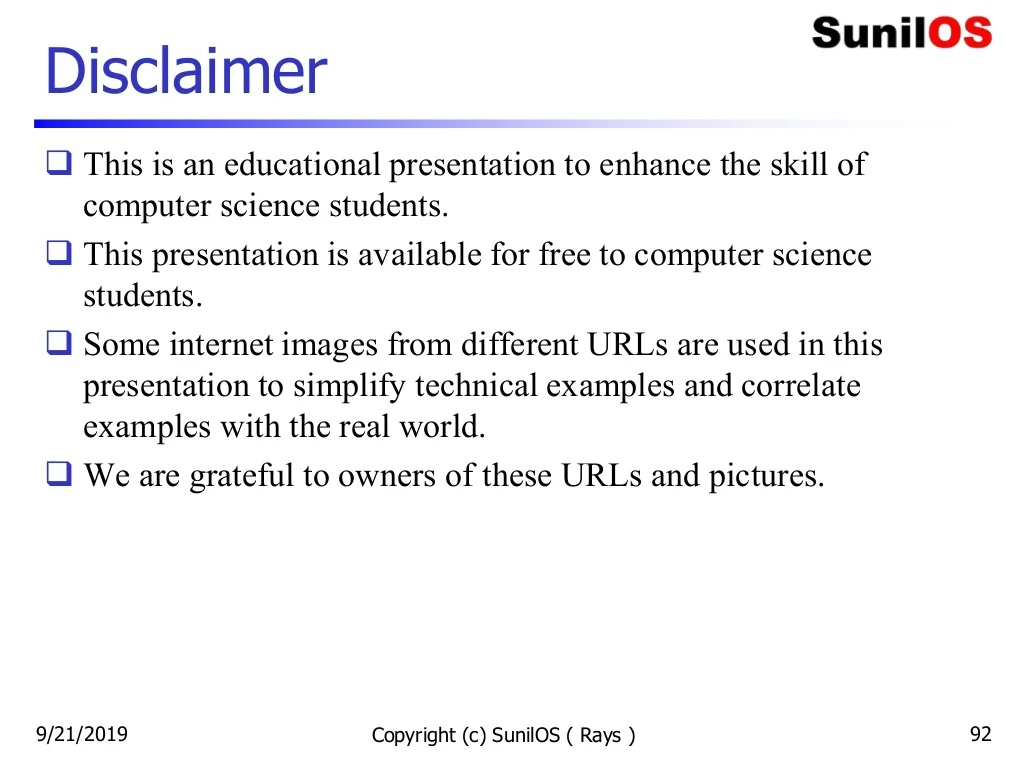 SunilOS
Disclaimer
This is an educational presentation to enhance the skill of
computer science students.
This presentation is available for free to computer science
students.
Some internet images from different URLs are used in this
presentation to simplify technical examples and correlate
examples with the real world.
We are grateful to owners of these URLs and pictures.
9/21/2019
Copyright (c) SunilOS ( Rays )
92